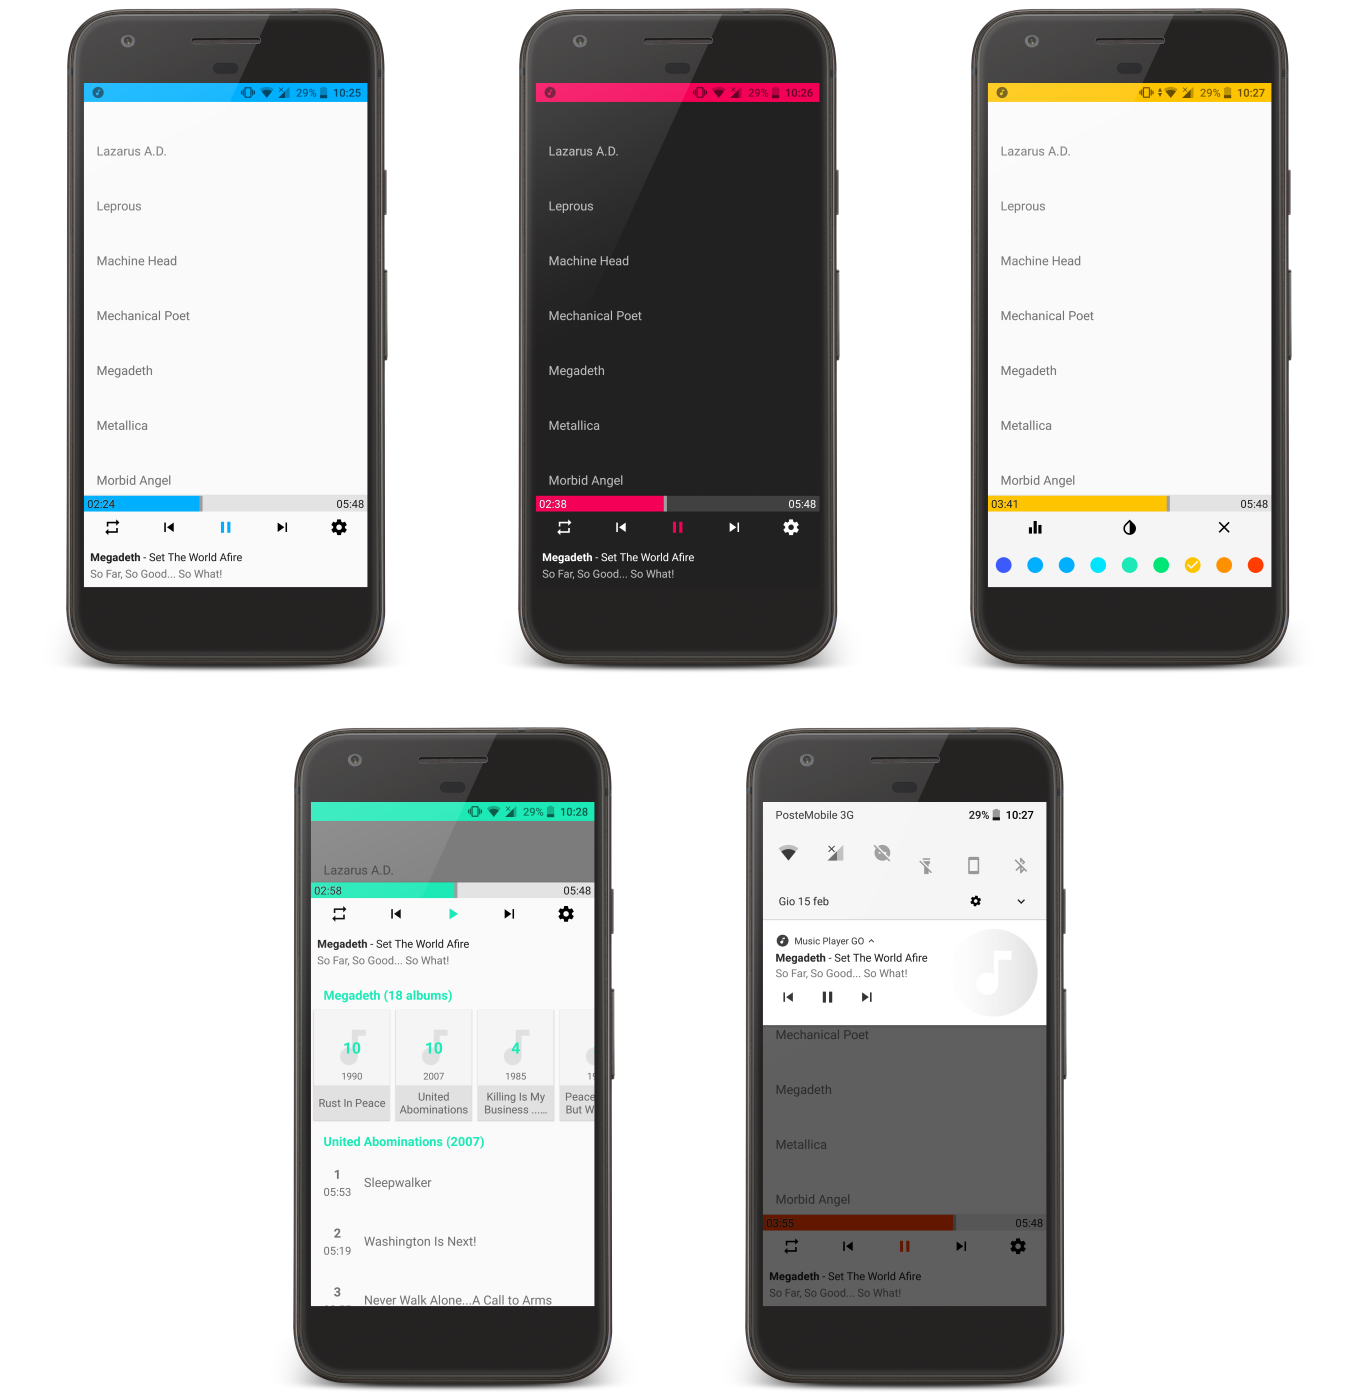 29% 10:25
Lazarus A.D.
Leprous
Machine Head
Mechanical Poet
Megadeth
Metallica
Morbid Angel
02:24 05:48
Megadeth - Set The World Afire
So Far, So Good... So What!
29% 10:26
Lazarus A.D.
Leprous
Machine Head
Mechanical Poet
Megadeth
Metallica
Morbid Angel
02:38 05:48
Megadeth - Set The World Afire
So Far, So Good... So What!
29% 10:27
Lazarus A.D.
Leprous
Machine Head
Mechanical Poet
Megadeth
Metallica
Morbid Angel
03:41 05:48
29% 10:28
Lazarus A.D.
02:58 05:48
Megadeth - Set The World Afire
So Far, So Good... So What!
Megadeth (18 albums)
10 10 4
1990 2007 1985
Rust In Peace United Killing Is My Peace
Abominations Business ...... But
United Abominations (2007)
1
05:53 Sleepwalker
2
05:19 Washington Is Next!
3
Never Walk Alone...A Call to Arms
PosteMobile 3G 29% 10:27
Gio 15 feb
Music Player GO
Megadeth - Set The World Afire
So Far, So Good... So What!
Mechanical Poet
Megadeth
Metallica
Morbid Angel
03:55 05:48
Megadeth - Set The World Afire
So Far, So Good... So What!